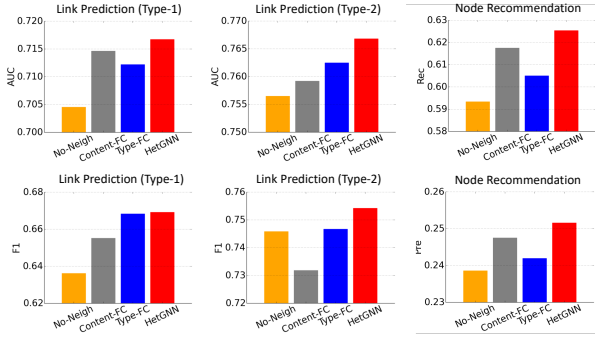 Link Prediction (Type-1)
AUC
0.720
0.715
0.710
0.705
0.700
No-Neigh
Content-FC
Type-FC
HetGNN
Link Prediction (Type-2)
AUC
0.770
0.765
0.760
0.755
0.750
No-Neigh
Content-FC
Type-FC
HetGNN
Node Recommendation
Rec
0.63
0.62
0.61
0.60
0.59
0.58
No-Neigh
Content-FC
Type-FC
HetGNN
Link Prediction (Type-1)
F1
0.68
0.66
0.64
0.62
No-Neigh
Content-FC
Type-FC
HetGNN
Link Prediction (Type-2)
F1
0.76
0.75
0.74
0.73
0.72
No-Neigh
Content-FC
Type-FC
HetGNN
Node Recommendation
Pre
0.26
0.25
0.24
0.23
No-Neigh
Content-FC
Type-FC
HetGNN